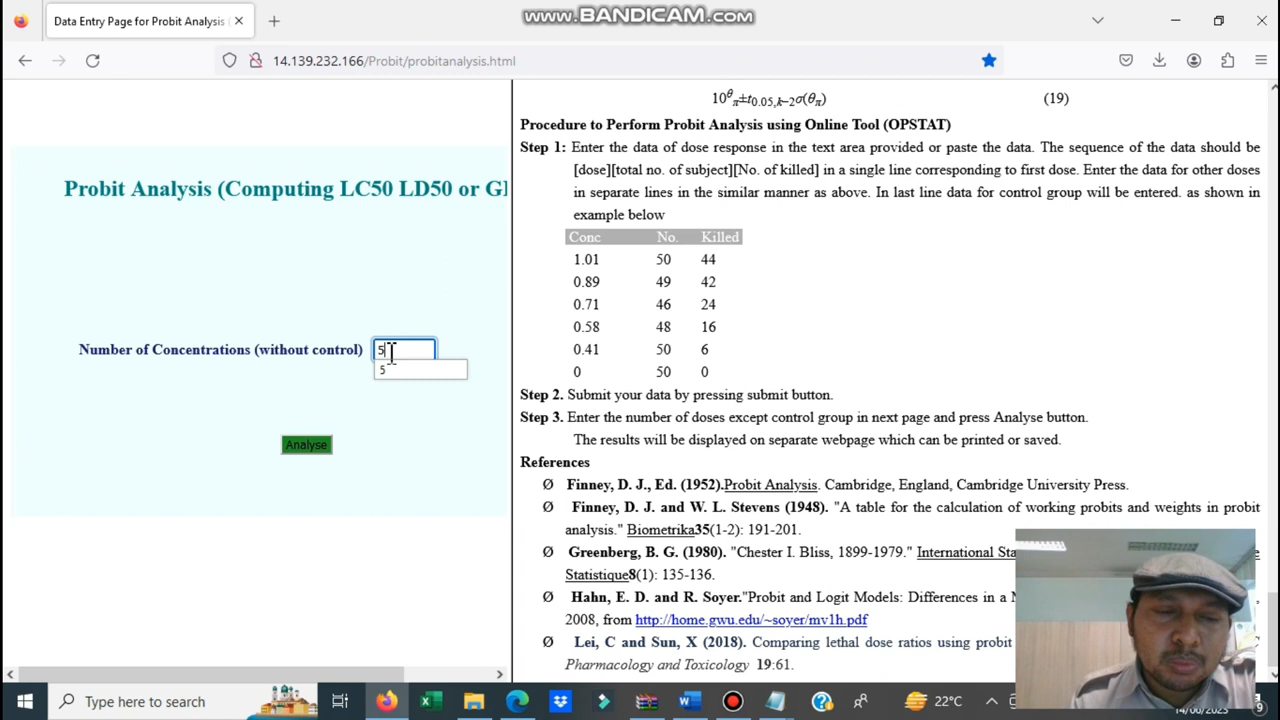 www.BANDICAM.com
Data Entry Page for Probit Analysis
14.139.232.166/Probit/probitanalysis.html
Probit Analysis (Computing LC50 LD50 or
Number of Concentrations (without control)
5
5
Analyse
(19)
Procedure to Perform Probit Analysis using Online Tool (OPSTAT)
Step 1: Enter the data of dose response in the text area provided or paste the data. The sequence of the data should be
[dose][total no. of subject][No. of killed] in a single line corresponding to first dose. Enter the data for other doses
in separate lines in the similar manner as above. In last line data for control group will be entered. as shown in
example below
Conc No. Killed
1.01 50 44
0.89 49 42
0.71 46 24
0.58 48 16
0.41 50 6
0 50 0
Step 2. Submit your data by pressing submit button.
Step 3. Enter the number of doses except control group in next page and press Analyse button.
The results will be displayed on separate webpage which can be printed or saved.
References
Ø Finney, D. J., Ed. (1952).Probit Analysis. Cambridge, England, Cambridge University Press.
Ø Finney, D. J. and W. L. Stevens (1948). "A table for the calculation of working probits and weights in probit
analysis." Biometrika35(1-2): 191-201.
Ø Greenberg, B. G. (1980). "Chester I. Bliss, 1899-1979." International
Statistique8(1): 135-136.
Ø Hahn, E. D. and R. Soyer."Probit and Logit Models: Differences in a
2008, from http://home.gwu.edu/~soyer/mv1h.pdf
Ø Lei, C and Sun, X (2018). Comparing lethal dose ratios using probit
Pharmacology and Toxicology 19:61.
Type here to search
22°C